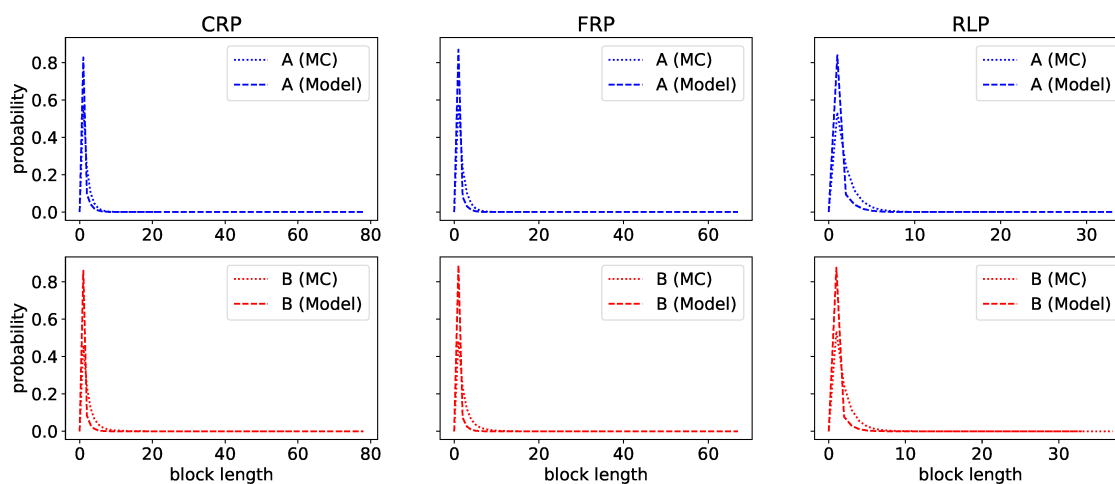 CRP FRP RLP
probability
0.8
0.6
0.4
0.2
0.0
A (MC)
A (Model)
A (MC)
A (Model)
A (MC)
A (Model)
0 20 40 60 80
0 20 40 60
0 10 20 30
probability
0.8
0.6
0.4
0.2
0.0
B (MC)
B (Model)
B (MC)
B (Model)
B (MC)
B (Model)
0 20 40 60 80
0 20 40 60
0 10 20 30
block length block length block length